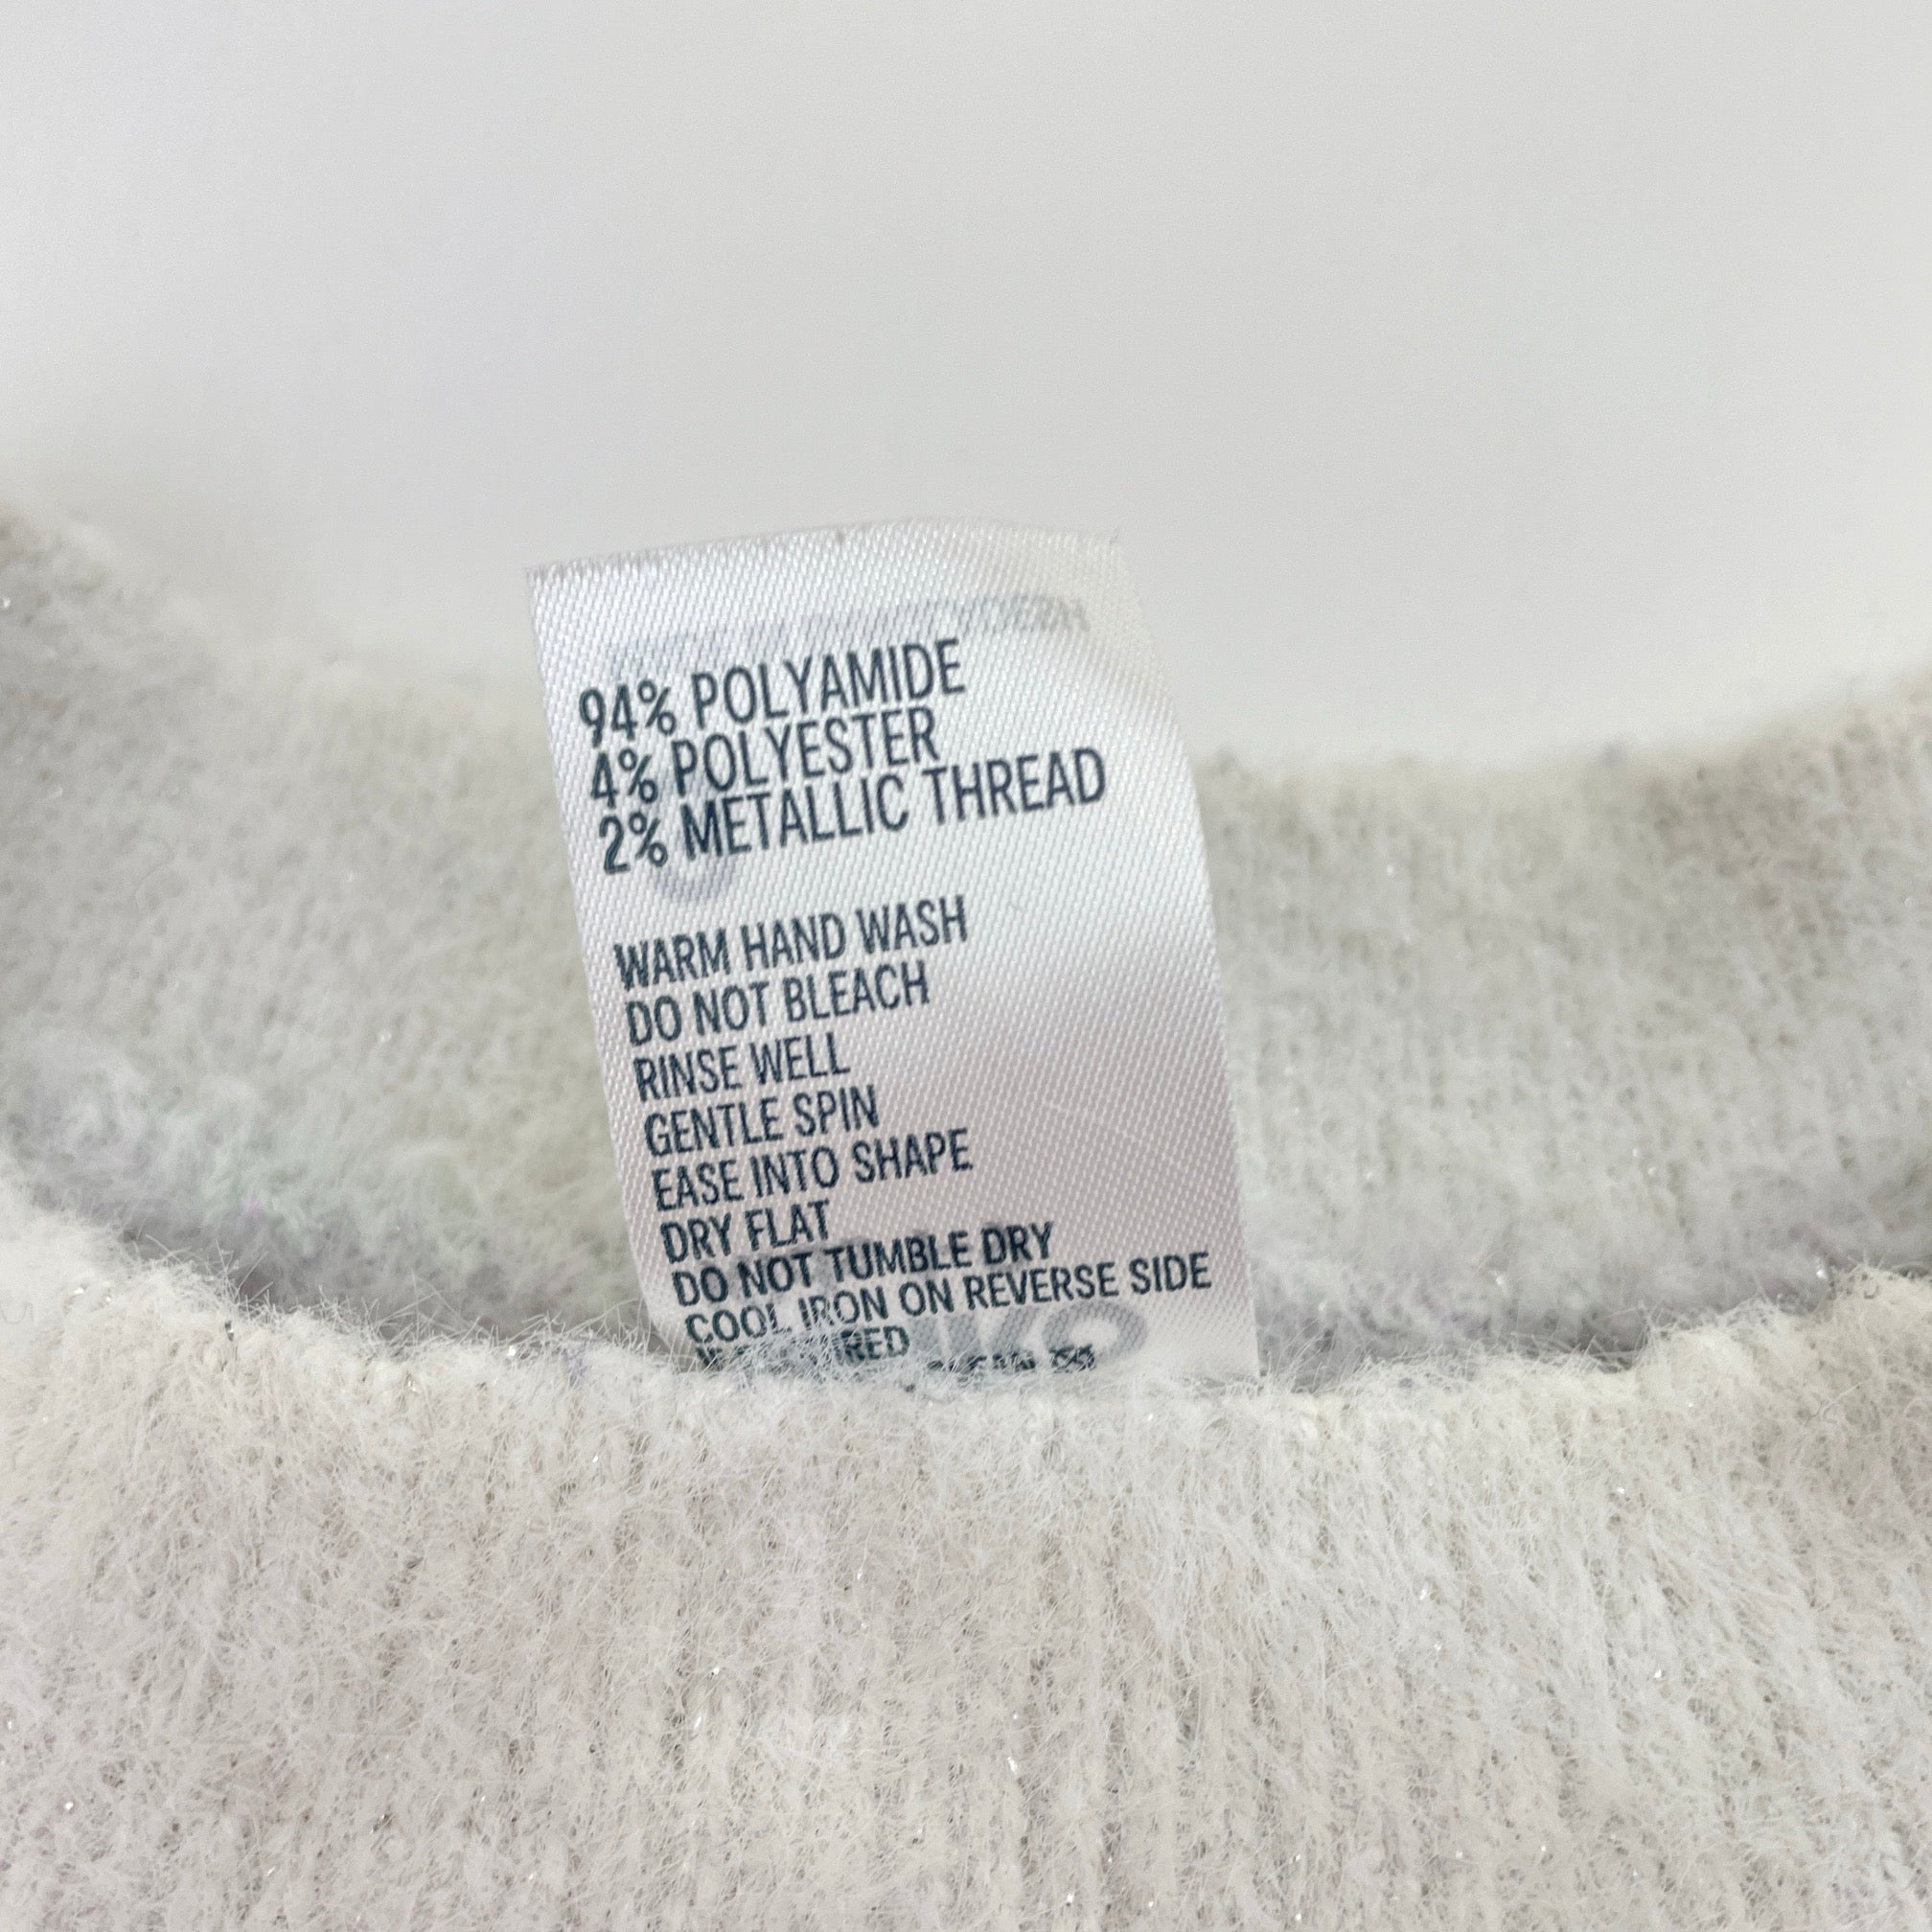 94% POLYAMIDE
4% POLYESTER
2% METALLIC THREAD
WARM HAND WASH
DO NOT BLEACH
RINSE WELL
GENTLE SPIN
EASE INTO SHAPE
DRY FLAT
DO NOT TUMBLE DRY
COOL IRON ON REVERSE SIDE